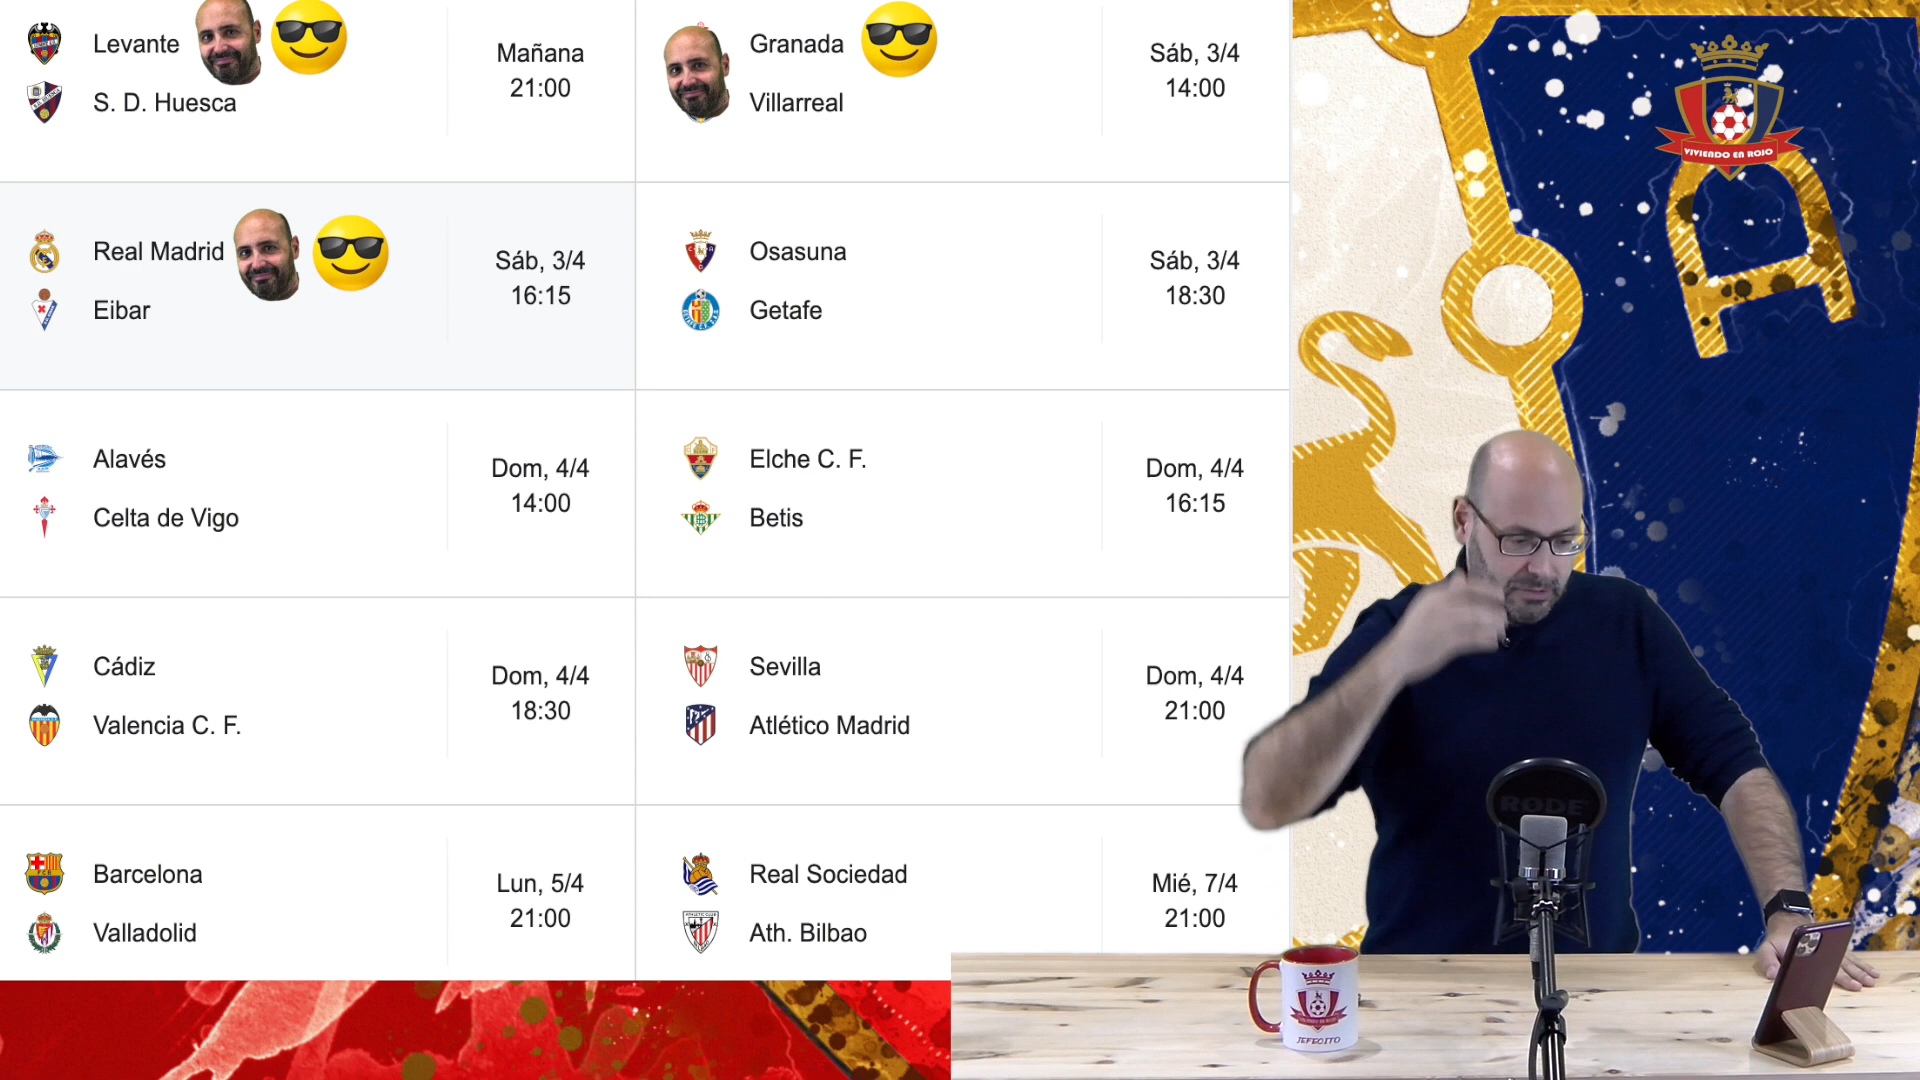 Levante
S. D. Huesca
Mañana
21:00
Granada
Villarreal
Sáb, 3/4
14:00
Real Madrid
Eibar
Sáb, 3/4
16:15
Osasuna
Getafe
Sáb, 3/4
18:30
Alavés
Celta de Vigo
Dom, 4/4
14:00
Elche C. F.
Betis
Dom, 4/4
16:15
Cádiz
Valencia C. F.
Dom, 4/4
18:30
Sevilla
Atlético Madrid
Dom, 4/4
21:00
Barcelona
Valladolid
Lun, 5/4
21:00
Real Sociedad
Ath. Bilbao
Mié, 7/4
21:00
VIVIENDO EN ROJO
RØDE
JEFECITO